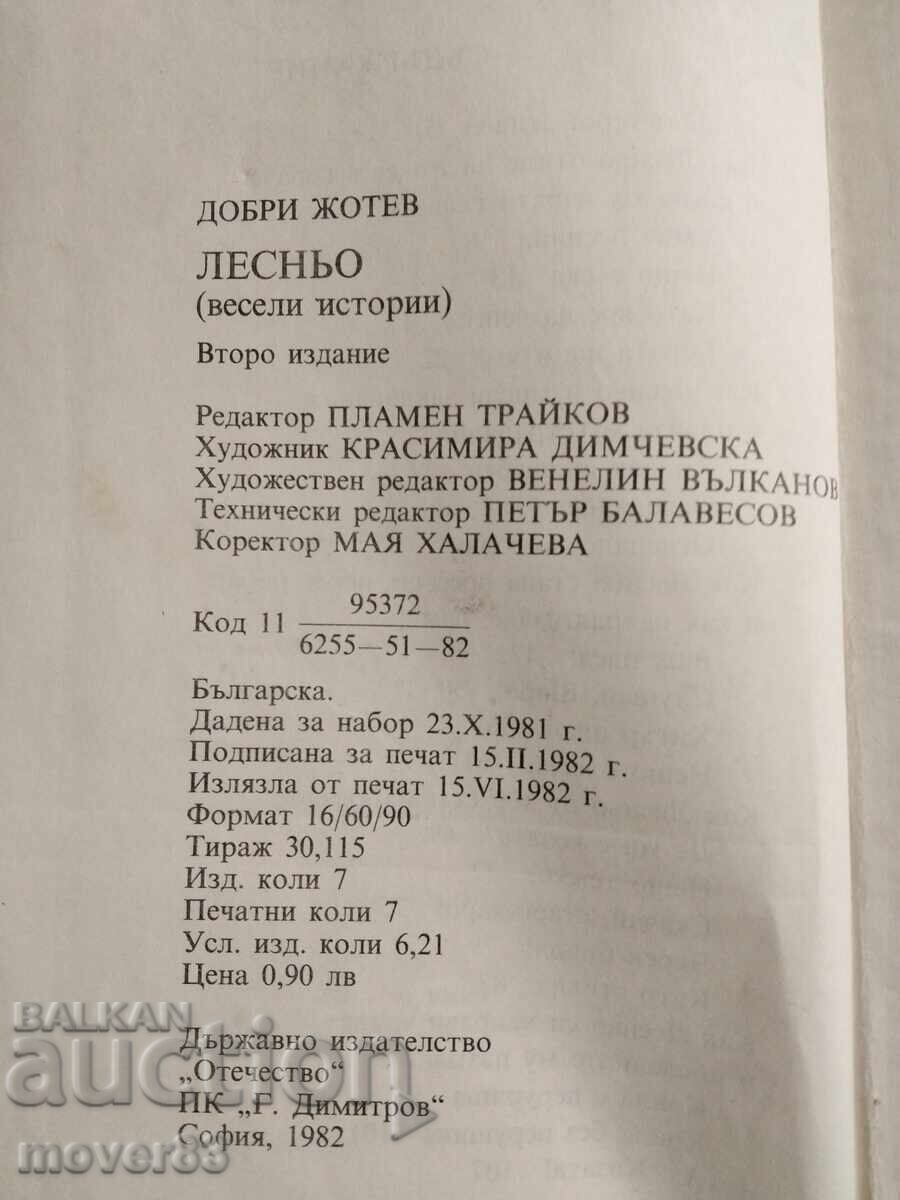 ДОБРИ ЖОТЕВ
ЛЕСНЬО
(весели истории)
Второ издание
Редактор ПЛАМЕН ТРАЙКОВ
Художник КРАСИМИРА ДИМЧЕВСКА
Художествен редактор ВЕНЕЛИН ВЪЛКАНОВ
Технически редактор ПЕТЪР БАЛАВЕСОВ
Коректор МАЯ ХАЛАЧЕВА
95372
Код 11
6255—51—82
Българска.
Дадена за набор 23.X.1981 г.
Подписана за печат 15.II.1982 г.
Излязла от печат 15.VI.1982 г.
Формат 16/60/90
Тираж 30,115
Изд. коли 7
Печатни коли 7
Усл. изд. коли 6,21
Цена 0,90 лв
Държавно издателство
„Отечество“
ПК „Г. Димитров“
София, 1982
BALKAN
auction
mover83